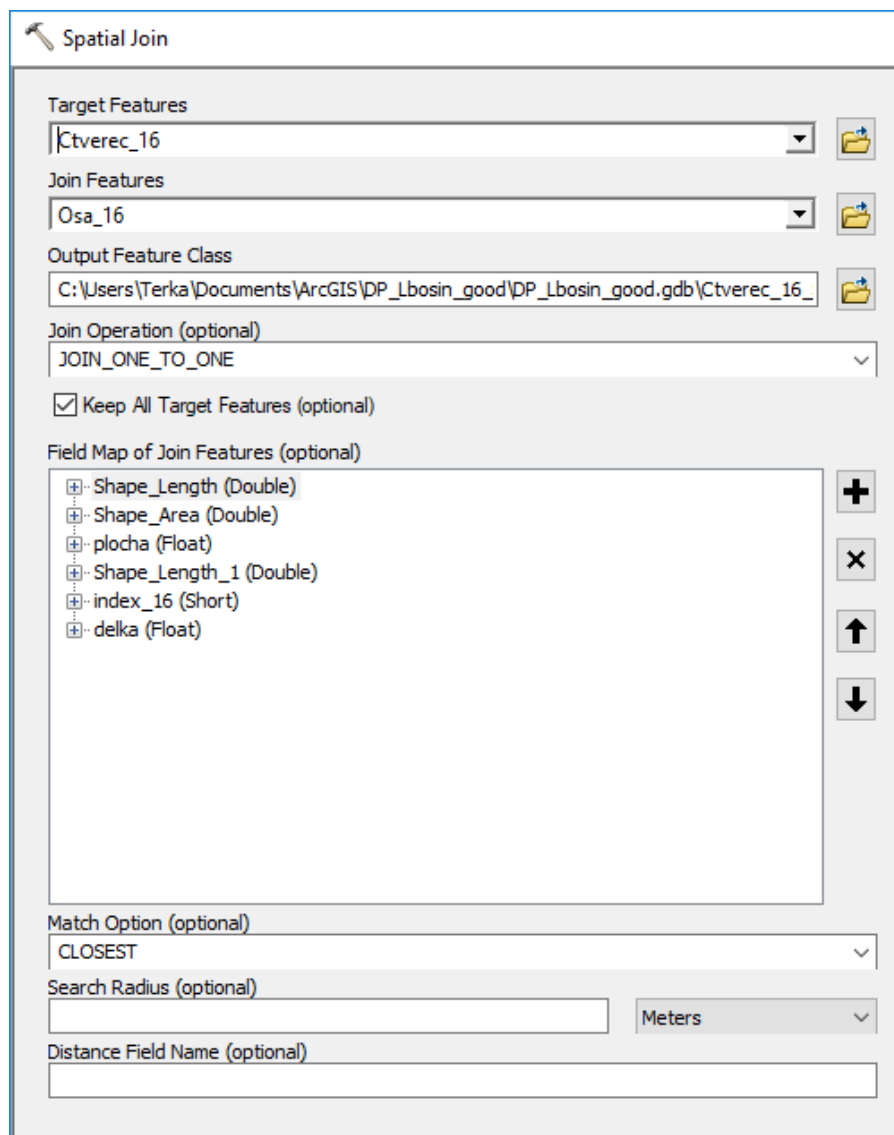 Spatial Join
Target Features
Ctverec_16
Join Features
Osa_16
Output Feature Class
C:\Users\Terka\Documents\ArcGIS\DP_Lbosin_good\DP_Lbosin_good.gdb\Ctverec_16_
Join Operation (optional)
JOIN_ONE_TO_ONE
Keep All Target Features (optional)
Field Map of Join Features (optional)
Shape_Length (Double)
Shape_Area (Double)
plocha (Float)
Shape_Length_1 (Double)
index_16 (Short)
delka (Float)
Match Option (optional)
CLOSEST
Search Radius (optional)
Meters
Distance Field Name (optional)